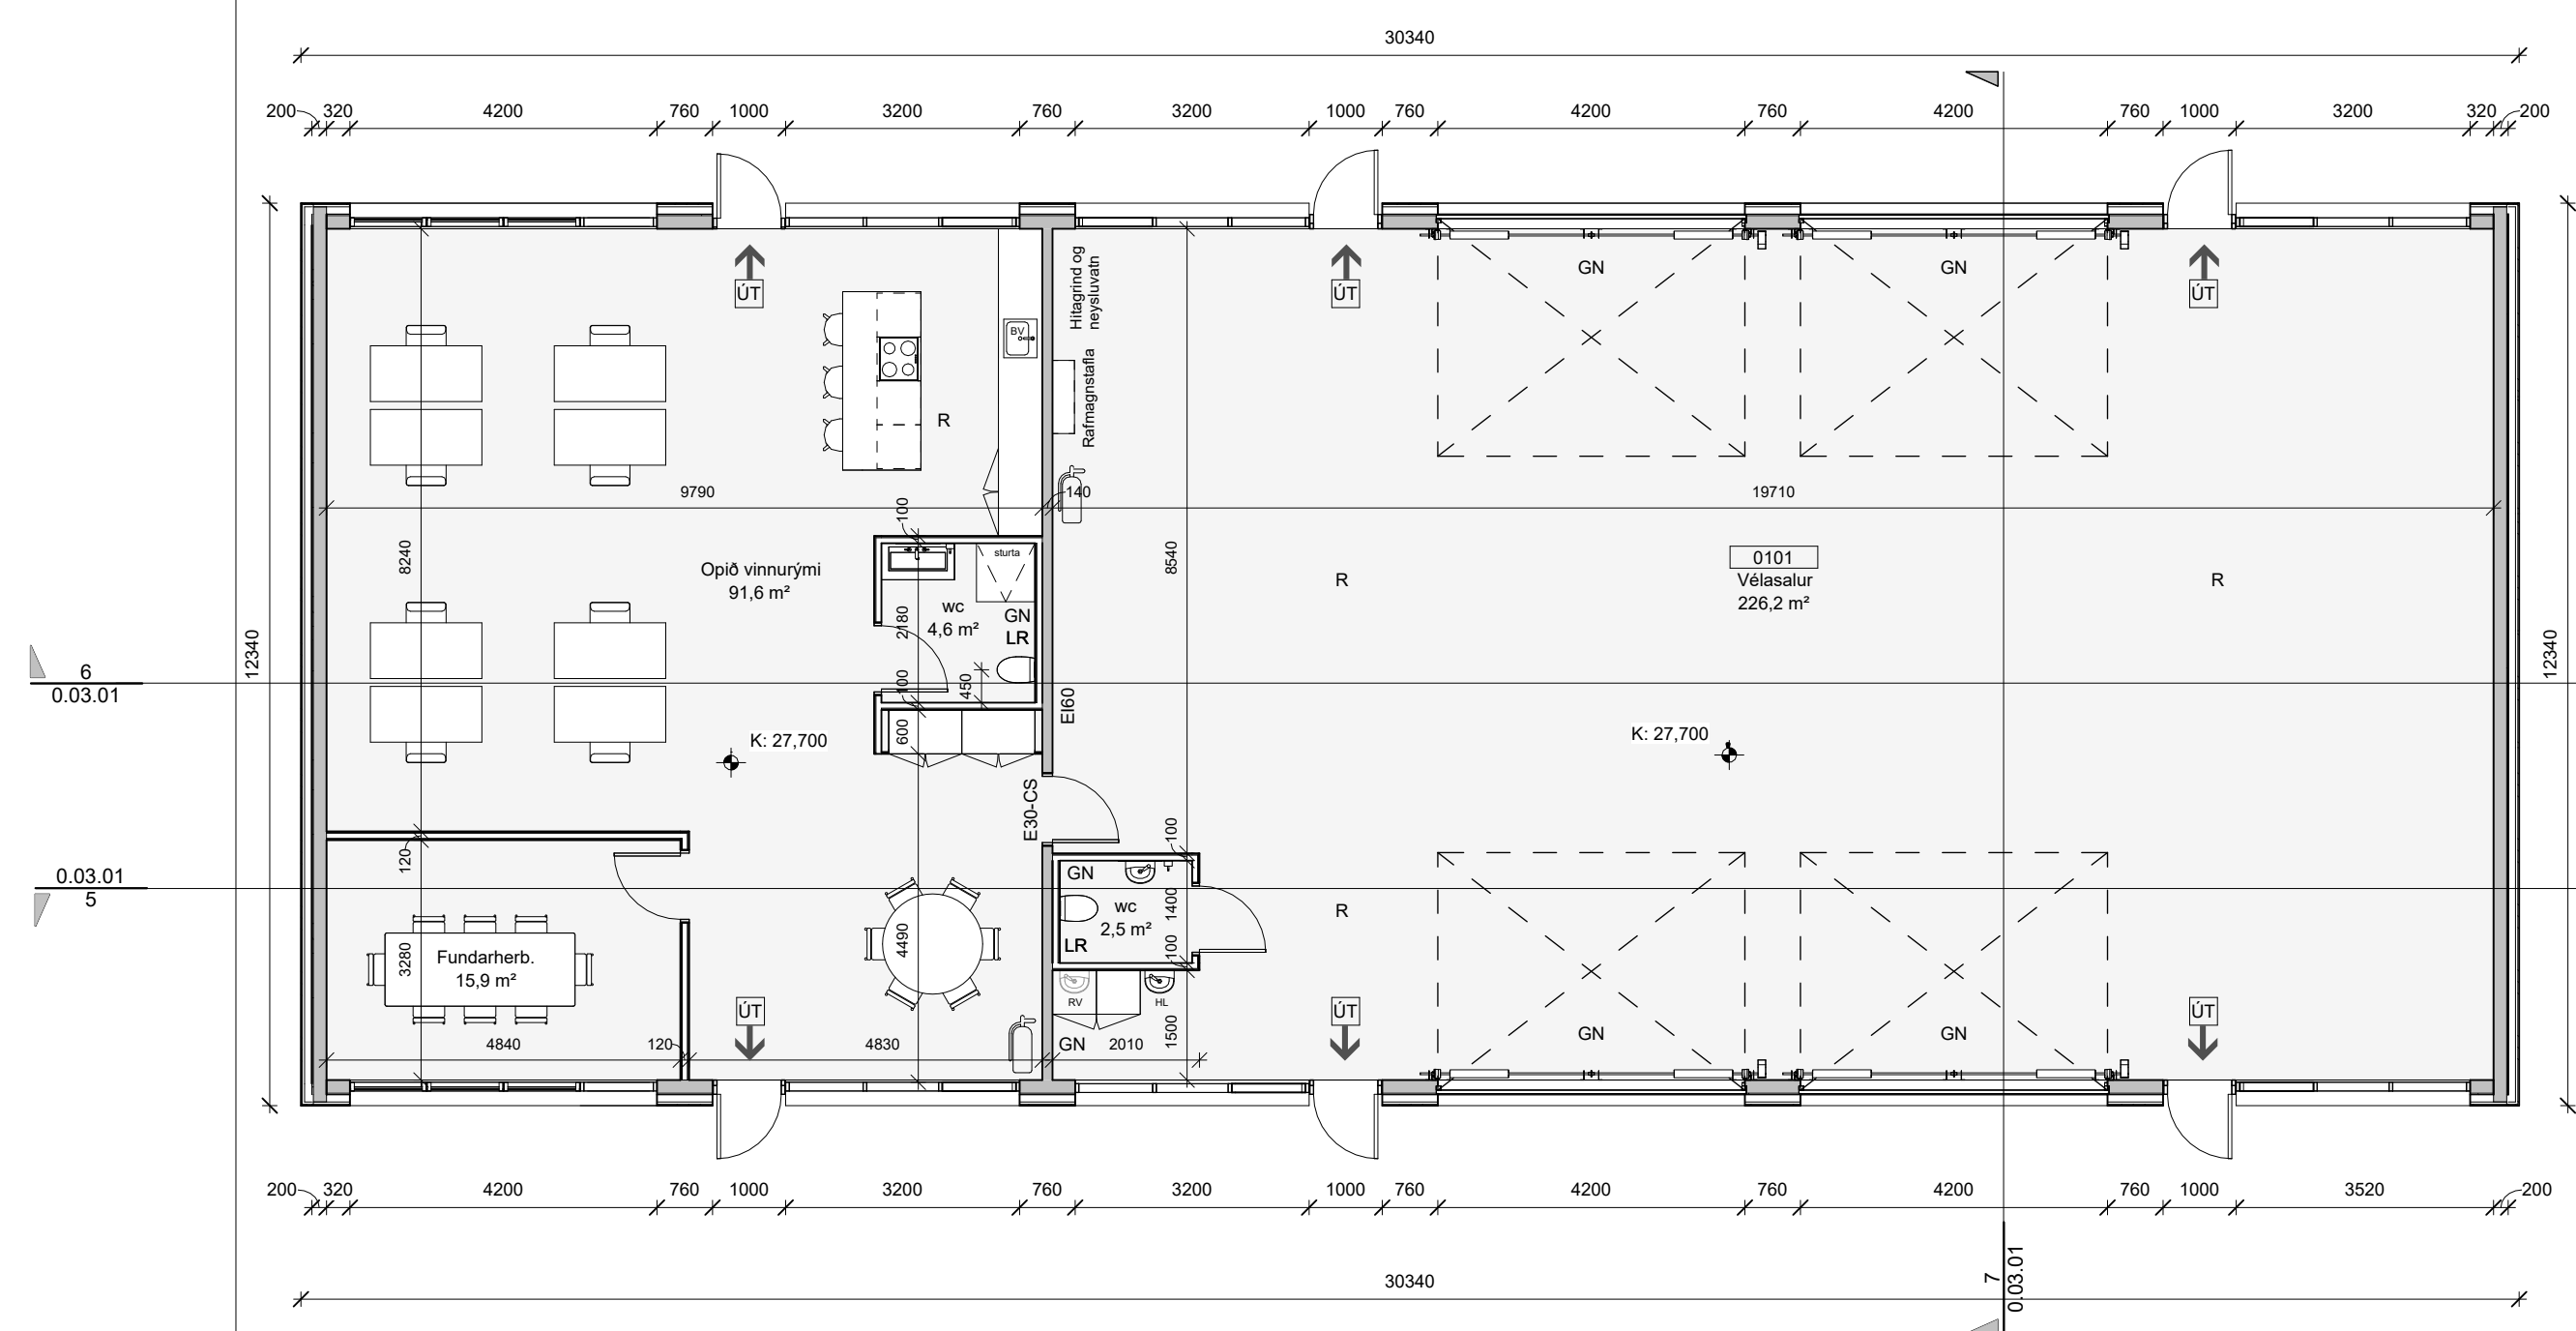 30340
200 320 4200 760 1000 3200 760 3200 1000 760 4200 760 4200 760 1000 3200 320 200
ÚT
ÚT
GN
GN
ÚT
Hitagrind og
neysluvatn
BV
Rafmagnstafla
R
9790
140
19710
100
8240
8540
Opið vinnurými
91,6 m²
sturta
wc
4,6 m²
GN
LR
2180
100
450
600
R
0101
Vélasalur
226,2 m²
R
12340
12340
6
0.03.01
EI60
K: 27,700
K: 27,700
E30-CS
120
100
0.03.01
5
GN
wc
2,5 m²
LR
1400
100
R
Fundarherb.
15,9 m²
3280
4490
RV
HL
ÚT
ÚT
GN
GN
ÚT
4840
120
4830
GN
2010
1500
200 320 4200 760 1000 3200 760 3200 1000 760 4200 760 4200 760 1000 3520 200
30340
7
0.03.01